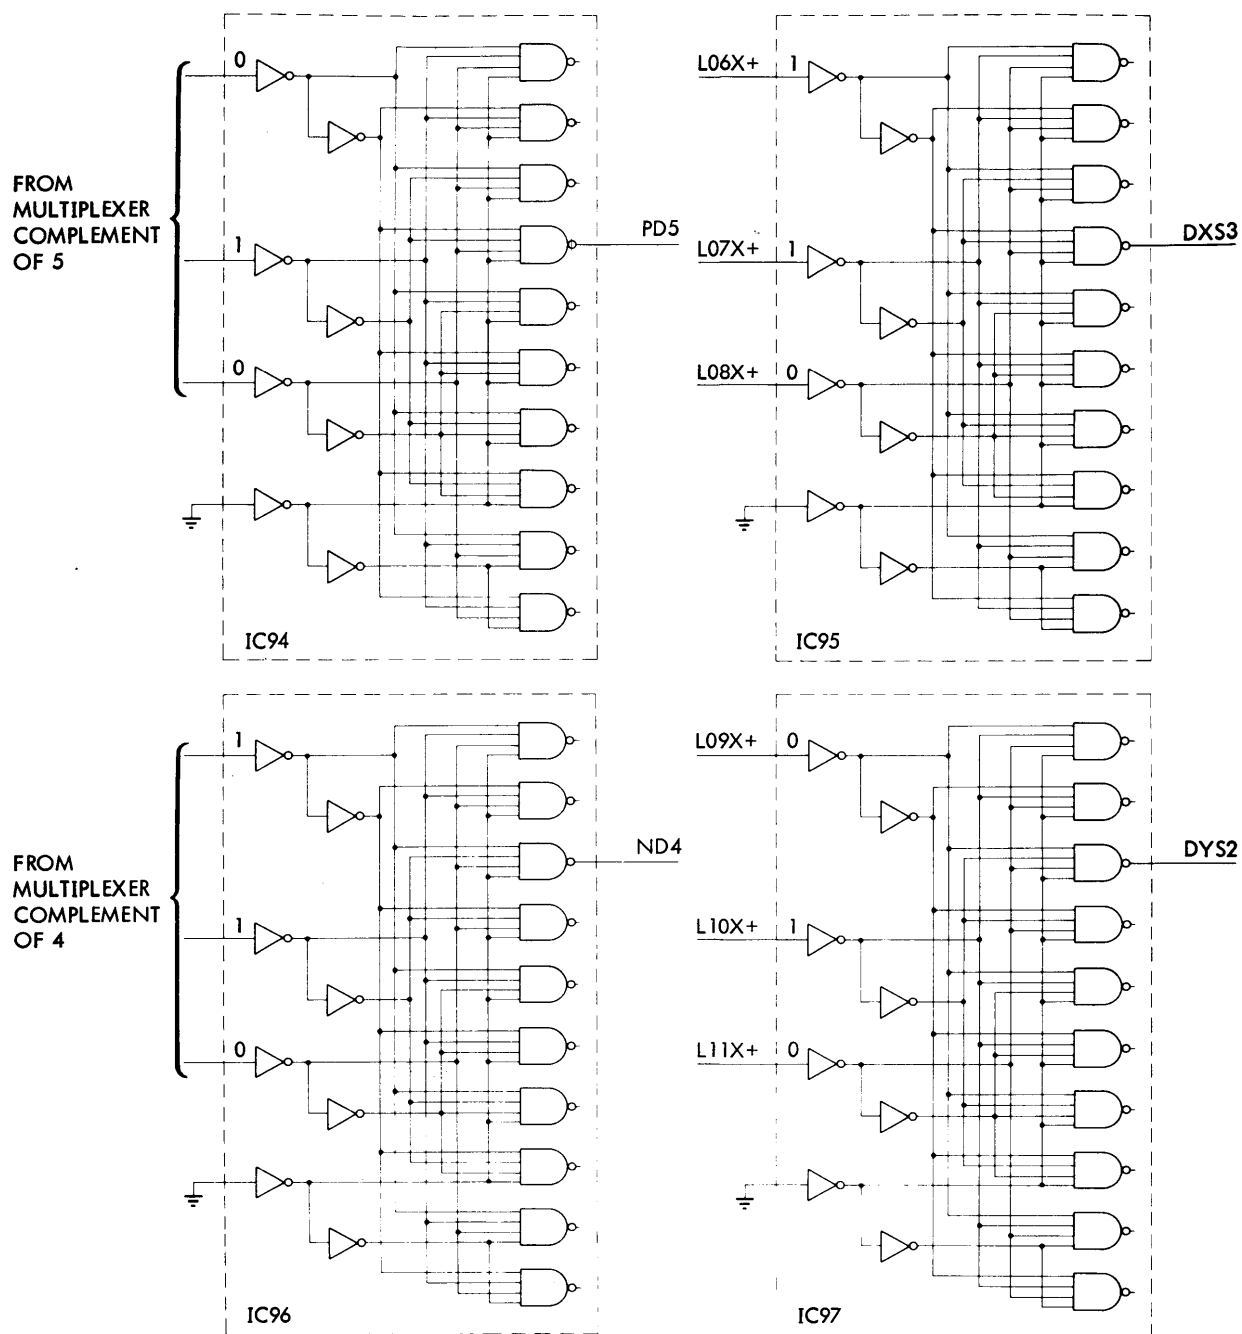 0
FROM
MULTIPLEXER
COMPLEMENT
OF 5
1
0
PD5
IC94
L06X+ 1
L07X+ 1
L08X+ 0
DXS3
IC95
1
FROM
MULTIPLEXER
COMPLEMENT
OF 4
1
0
ND4
IC96
L09X+ 0
L10X+ 1
L11X+ 0
DYS2
IC97